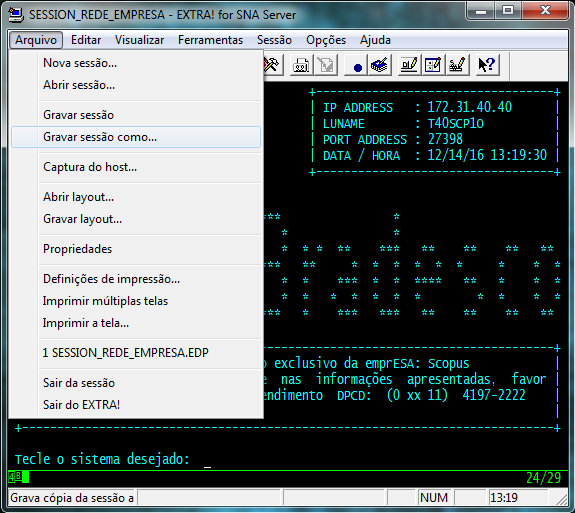 SESSION_REDE_EMPRESA - EXTRA! for SNA Server
Arquivo Editar Visualizar Ferramentas Sessão Opções Ajuda
Nova sessão...
Abrir sessão...
Gravar sessão
Gravar sessão como...
Captura do host...
Abrir layout...
Gravar layout...
Propriedades
Definições de impressão...
Imprimir múltiplas telas
Imprimir a tela...
1 SESSION_REDE_EMPRESA.EDP
Sair da sessão
Sair do EXTRA!
IP ADDRESS : 172.31.40.40
LUNAME : T40SCP10
PORT ADDRESS : 27398
DATA / HORA : 12/14/16 13:19:30
o exclusivo da emprESA: Scopus
e nas informações apresentadas, favor
endimento DPCD: (0 xx 11) 4197-2222
Tecle o sistema desejado: _
4B 24/29
Grava cópia da sessão a NUM 13:19